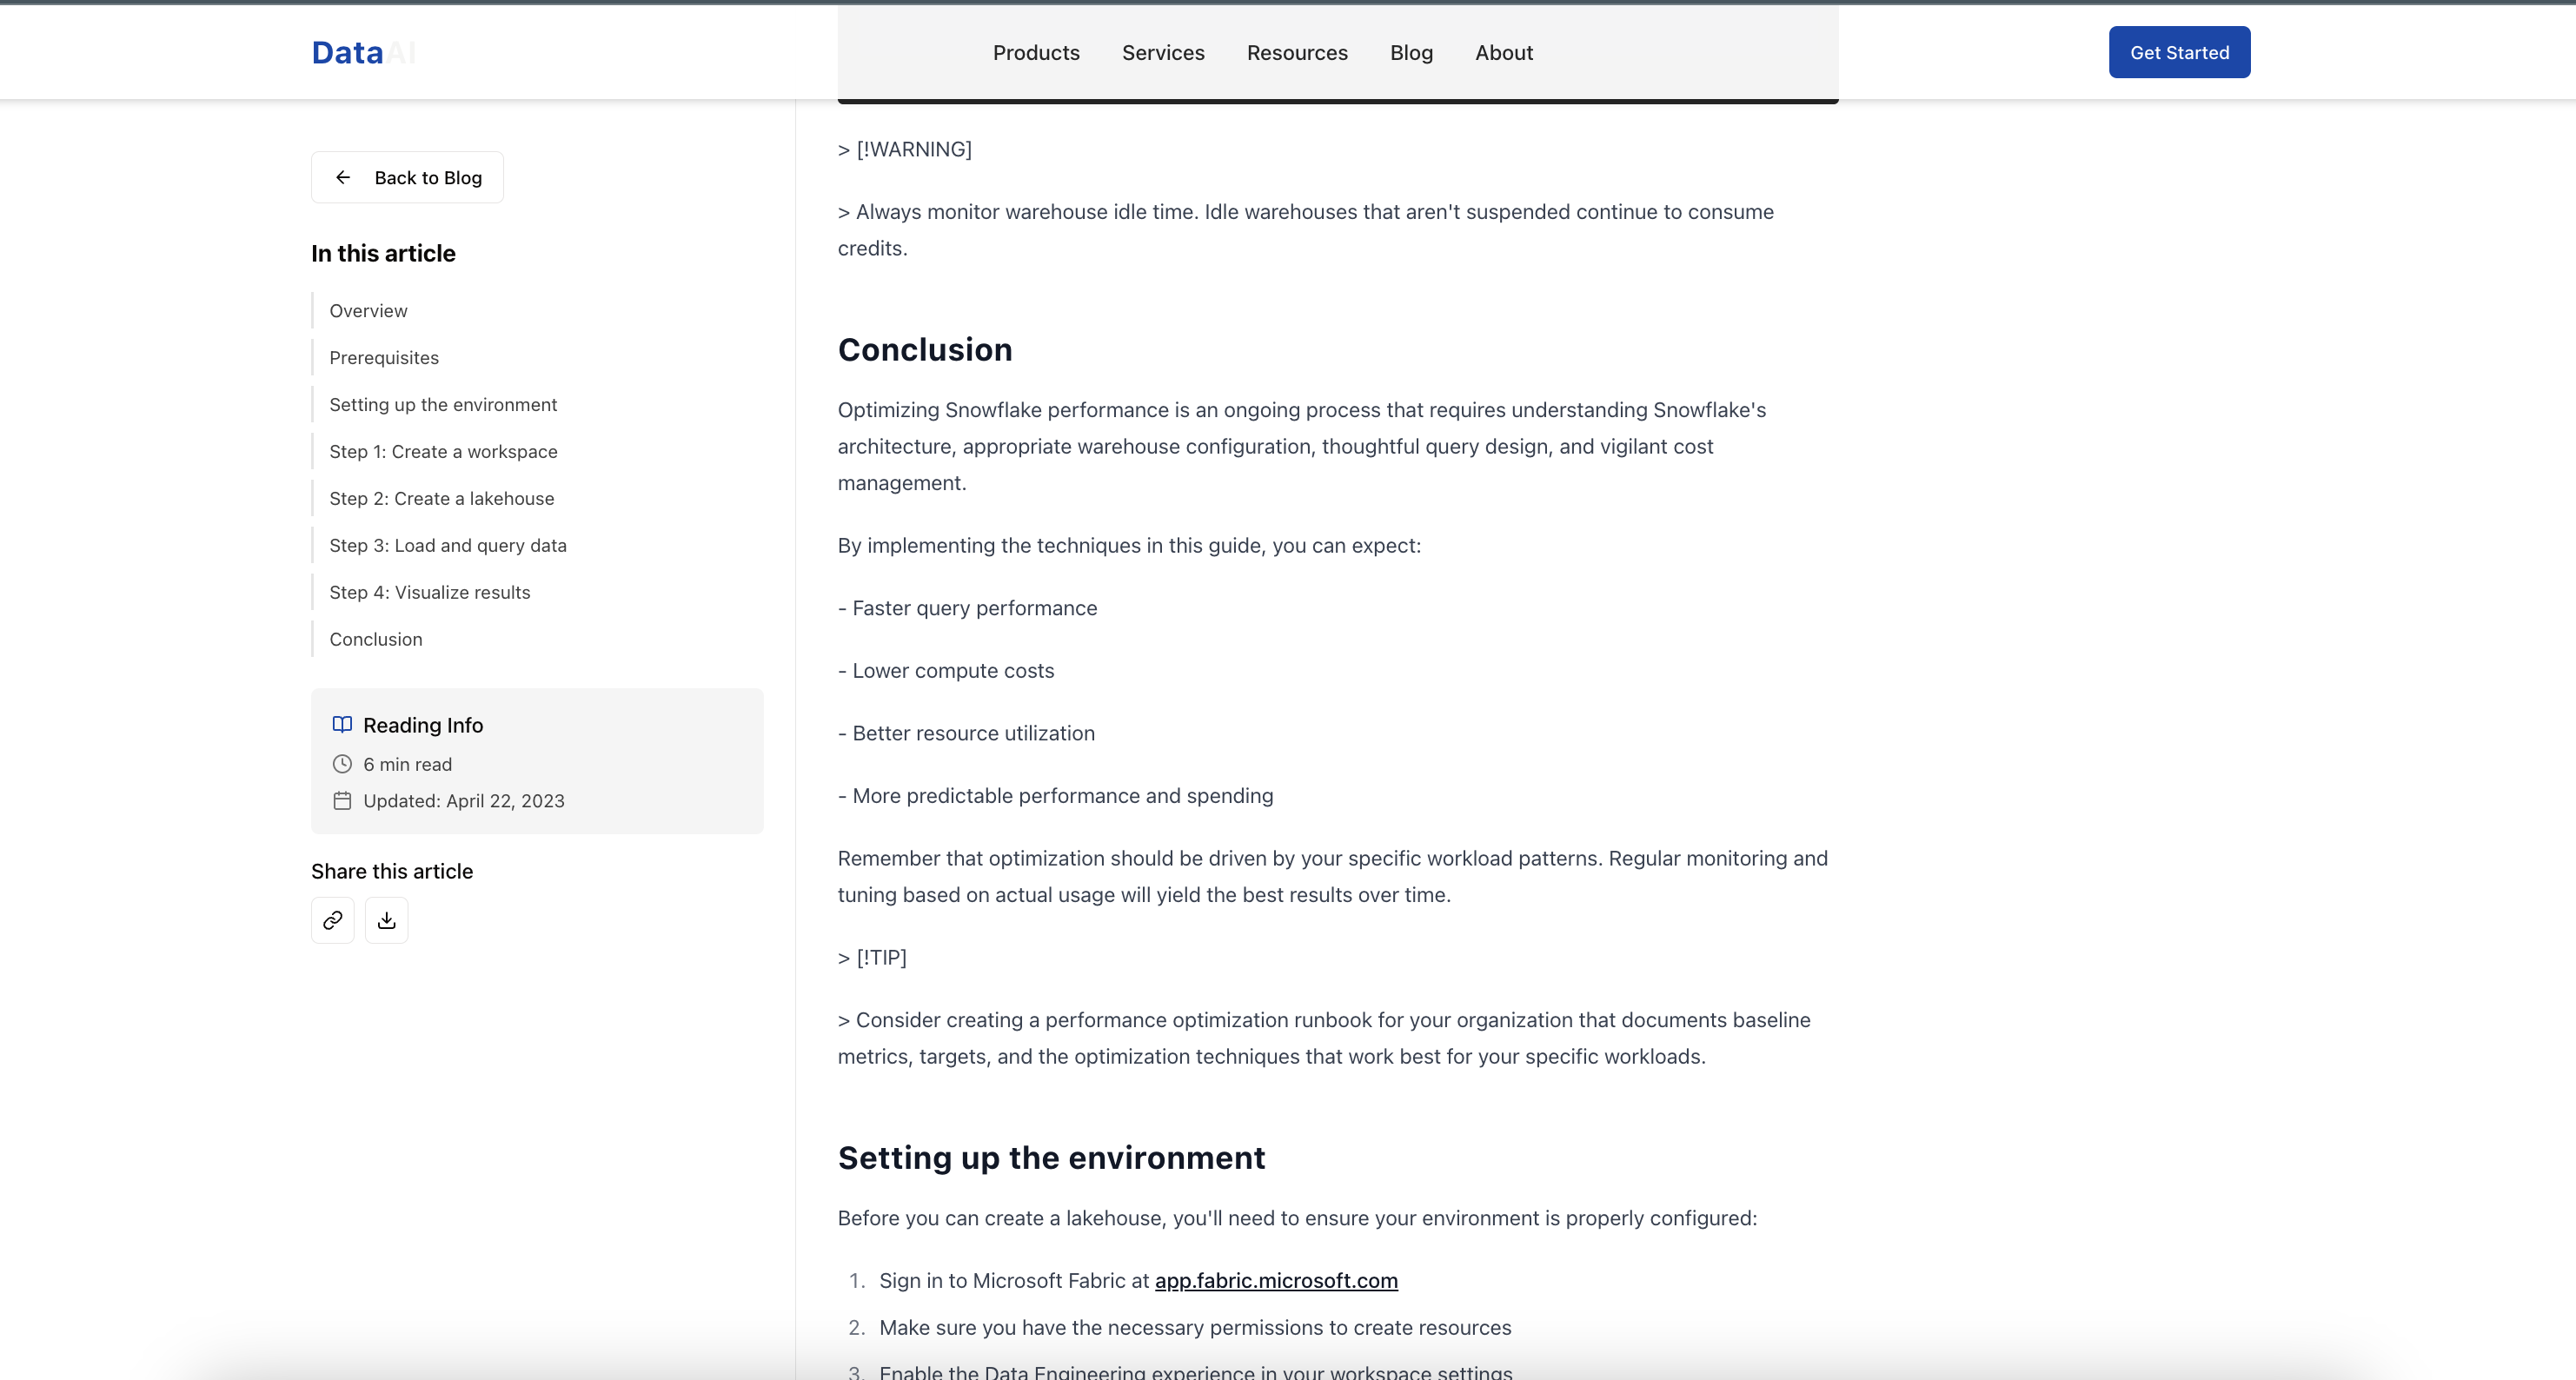 DataAI
Products Services Resources Blog About
Get Started
Back to Blog
In this article
Overview
Prerequisites
Setting up the environment
Step 1: Create a workspace
Step 2: Create a lakehouse
Step 3: Load and query data
Step 4: Visualize results
Conclusion
Reading Info
6 min read
Updated: April 22, 2023
Share this article
> [!WARNING]
> Always monitor warehouse idle time. Idle warehouses that aren't suspended continue to consume
credits.
Conclusion
Optimizing Snowflake performance is an ongoing process that requires understanding Snowflake's
architecture, appropriate warehouse configuration, thoughtful query design, and vigilant cost
management.
By implementing the techniques in this guide, you can expect:
- Faster query performance
- Lower compute costs
- Better resource utilization
- More predictable performance and spending
Remember that optimization should be driven by your specific workload patterns. Regular monitoring and
tuning based on actual usage will yield the best results over time.
> [!TIP]
> Consider creating a performance optimization runbook for your organization that documents baseline
metrics, targets, and the optimization techniques that work best for your specific workloads.
Setting up the environment
Before you can create a lakehouse, you'll need to ensure your environment is properly configured:
1. Sign in to Microsoft Fabric at app.fabric.microsoft.com
2. Make sure you have the necessary permissions to create resources
3. Enable the Data Engineering experience in your workspace settings